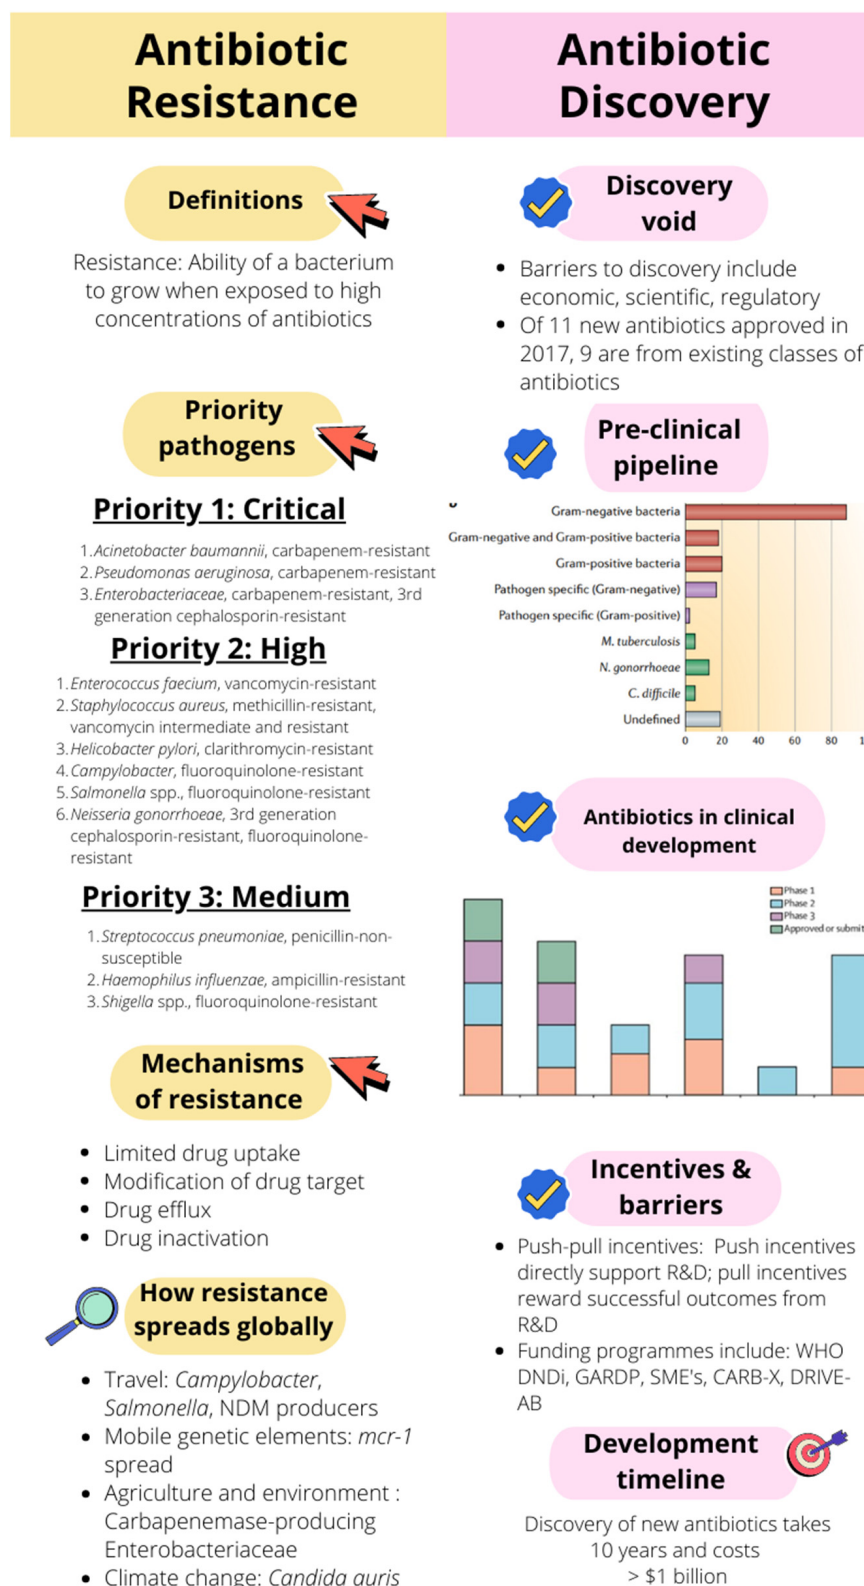 Antibiotic
Resistance
Definitions
Resistance: Ability of a bacterium
to grow when exposed to high
concentrations of antibiotics
Priority
pathogens
Priority 1: Critical
1. Acinetobacter baumannii, carbapenem-resistant
2. Pseudomonas aeruginosa, carbapenem-resistant
3. Enterobacteriaceae, carbapenem-resistant, 3rd
generation cephalosporin-resistant
Priority 2: High
1. Enterococcus faecium, vancomycin-resistant
2. Staphylococcus aureus, methicillin-resistant,
vancomycin intermediate and resistant
3. Helicobacter pylori, clarithromycin-resistant
4. Campylobacter, fluoroquinolone-resistant
5. Salmonella spp., fluoroquinolone-resistant
6. Neisseria gonorrhoeae, 3rd generation
cephalosporin-resistant, fluoroquinolone-
resistant
Priority 3: Medium
1. Streptococcus pneumoniae, penicillin-non-
susceptible
2. Haemophilus influenzae, ampicillin-resistant
3. Shigella spp., fluoroquinolone-resistant
Mechanisms
of resistance
• Limited drug uptake
• Modification of drug target
• Drug efflux
• Drug inactivation
How resistance
spreads globally
• Travel: Campylobacter,
Salmonella, NDM producers
• Mobile genetic elements: mcr-1
spread
• Agriculture and environment :
Carbapenemase-producing
Enterobacteriaceae
• Climate change: Candida auris
Antibiotic
Discovery
Discovery
void
• Barriers to discovery include
economic, scientific, regulatory
• Of 11 new antibiotics approved in
2017, 9 are from existing classes of
antibiotics
Pre-clinical
pipeline
Gram-negative bacteria
Gram-negative and Gram-positive bacteria
Gram-positive bacteria
Pathogen specific (Gram-negative)
Pathogen specific (Gram-positive)
M. tuberculosis
N. gonorrhoeae
C. difficile
Undefined
0 20 40 60 80
Antibiotics in clinical
development
Phase 1
Phase 2
Phase 3
Approved or submit
Incentives &
barriers
• Push-pull incentives: Push incentives
directly support R&D; pull incentives
reward successful outcomes from
R&D
• Funding programmes include: WHO
DNDi, GARDP, SME's, CARB-X, DRIVE-
AB
Development
timeline
Discovery of new antibiotics takes
10 years and costs
> $1 billion